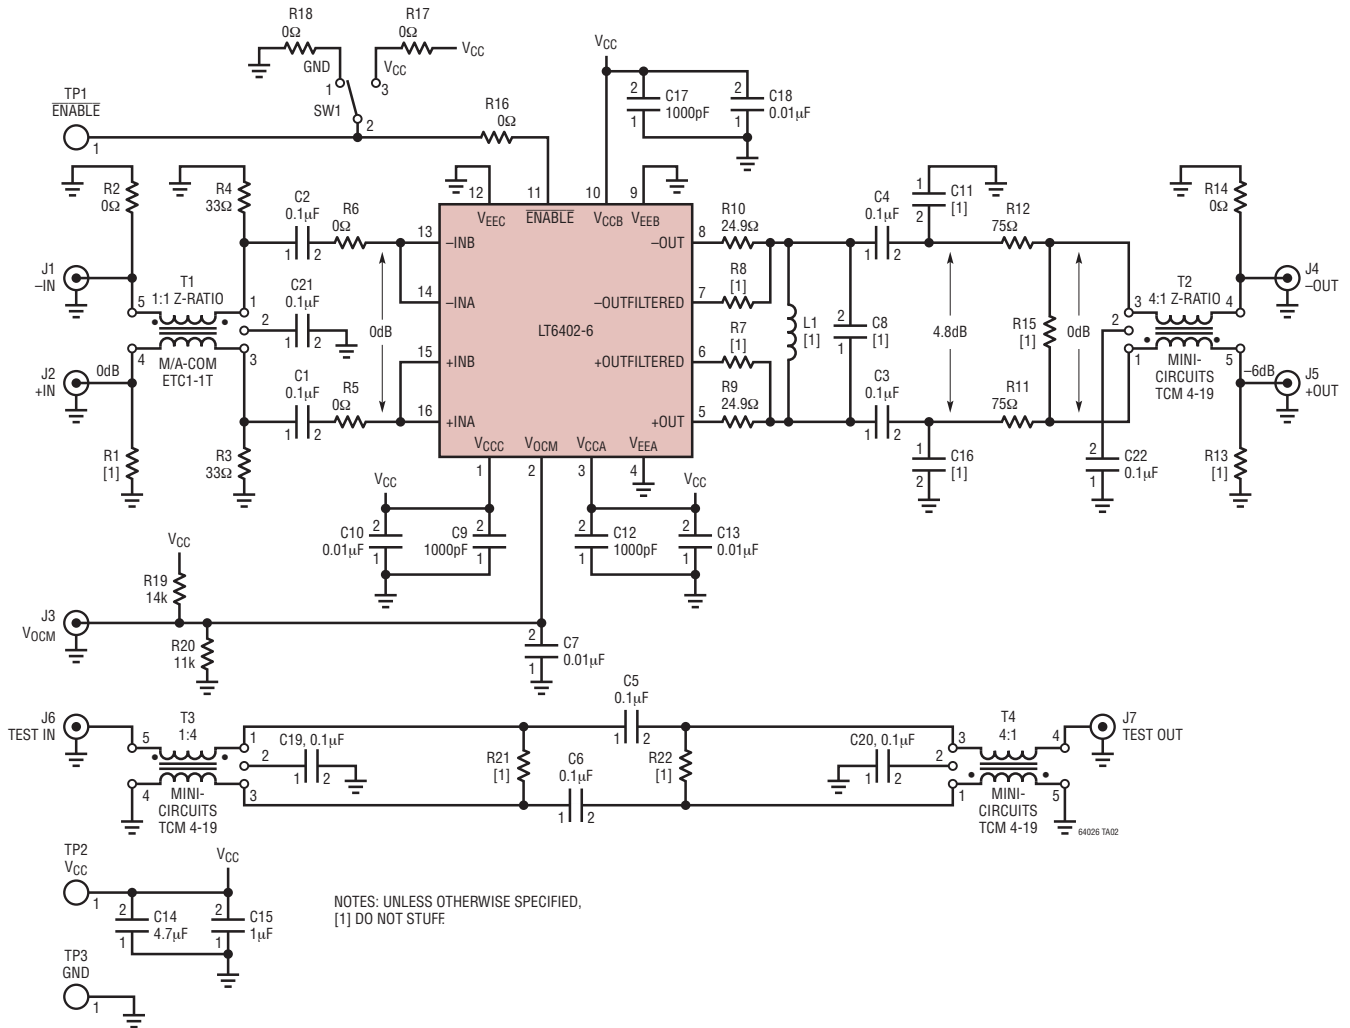 R18
0Ω
R17
0Ω
VCC
GND
VCC
1
3
SW1
2
TP1
ENABLE
1
R16
0Ω
VCC
2
C17
1000pF
1
2
C18
0.01µF
1
R2
0Ω
R4
33Ω
C2
0.1µF
1
2
R6
0Ω
12
11
10
9
VEEC
ENABLE
VCCB
VEEB
13
–INB
14
–INA
15
+INB
16
+INA
LT6402-6
–OUT
8
–OUTFILTERED
7
+OUTFILTERED
6
+OUT
5
VCCC
VOCM
VCCA
VEEA
1
2
3
4
R10
24.9Ω
R8
[1]
R7
[1]
R9
24.9Ω
L1
[1]
2
C8
[1]
1
C4
0.1µF
1
2
1
C11
[1]
2
R12
75Ω
R14
0Ω
J1
–IN
T1
1:1 Z-RATIO
5
1
2
4
3
M/A-COM
ETC1-1T
C21
0.1µF
1
2
0dB
J2
+IN
0dB
C1
0.1µF
1
2
R5
0Ω
R1
[1]
R3
33Ω
C3
0.1µF
1
2
4.8dB
R15
[1]
0dB
R11
75Ω
C16
[1]
1
2
T2
4:1 Z-RATIO
3
2
1
4
5
MINI-
CIRCUITS
TCM 4-19
J4
–OUT
–6dB
J5
+OUT
2
C22
0.1µF
1
R13
[1]
VCC
C10
0.01µF
2
1
C9
1000pF
2
1
VCC
2
C12
1000pF
1
2
C13
0.01µF
1
VCC
R19
14k
J3
VOCM
R20
11k
2
C7
0.01µF
1
J6
TEST IN
T3
1:4
5
1
2
4
3
MINI-
CIRCUITS
TCM 4-19
C19, 0.1µF
1
2
R21
[1]
C5
0.1µF
1
2
C6
0.1µF
1
2
R22
[1]
C20, 0.1µF
1
2
T4
4:1
3
2
1
4
5
MINI-
CIRCUITS
TCM 4-19
J7
TEST OUT
64026 TA02
TP2
VCC
1
VCC
2
C14
4.7µF
1
2
C15
1µF
1
TP3
GND
1
NOTES: UNLESS OTHERWISE SPECIFIED,
[1] DO NOT STUFF.